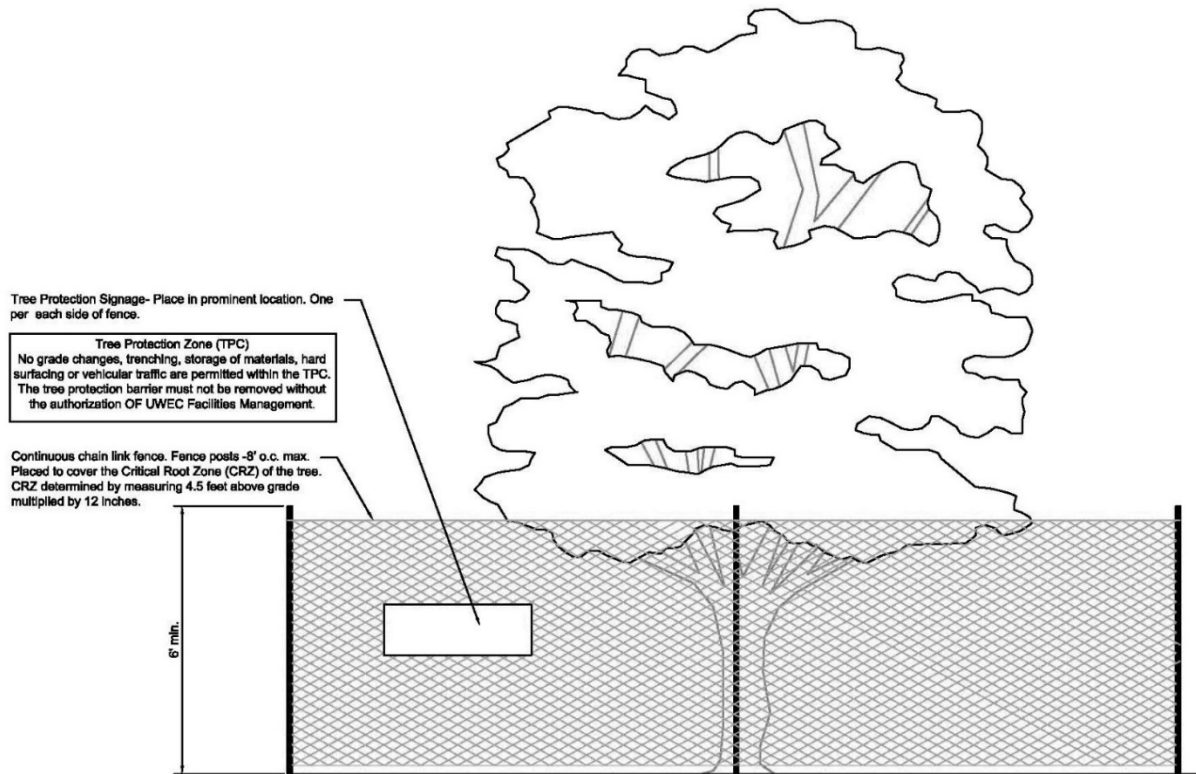 Tree Protection Signage- Place in prominent location. One
per each side of fence.
Tree Protection Zone (TPC)
No grade changes, trenching, storage of materials, hard
surfacing or vehicular traffic are permitted within the TPC.
The tree protection barrier must not be removed without
the authorization OF UWEC Facilities Management.
Continuous chain link fence. Fence posts -8' o.c. max.
Placed to cover the Critical Root Zone (CRZ) of the tree.
CRZ determined by measuring 4.5 feet above grade
multiplied by 12 inches.
6' min.